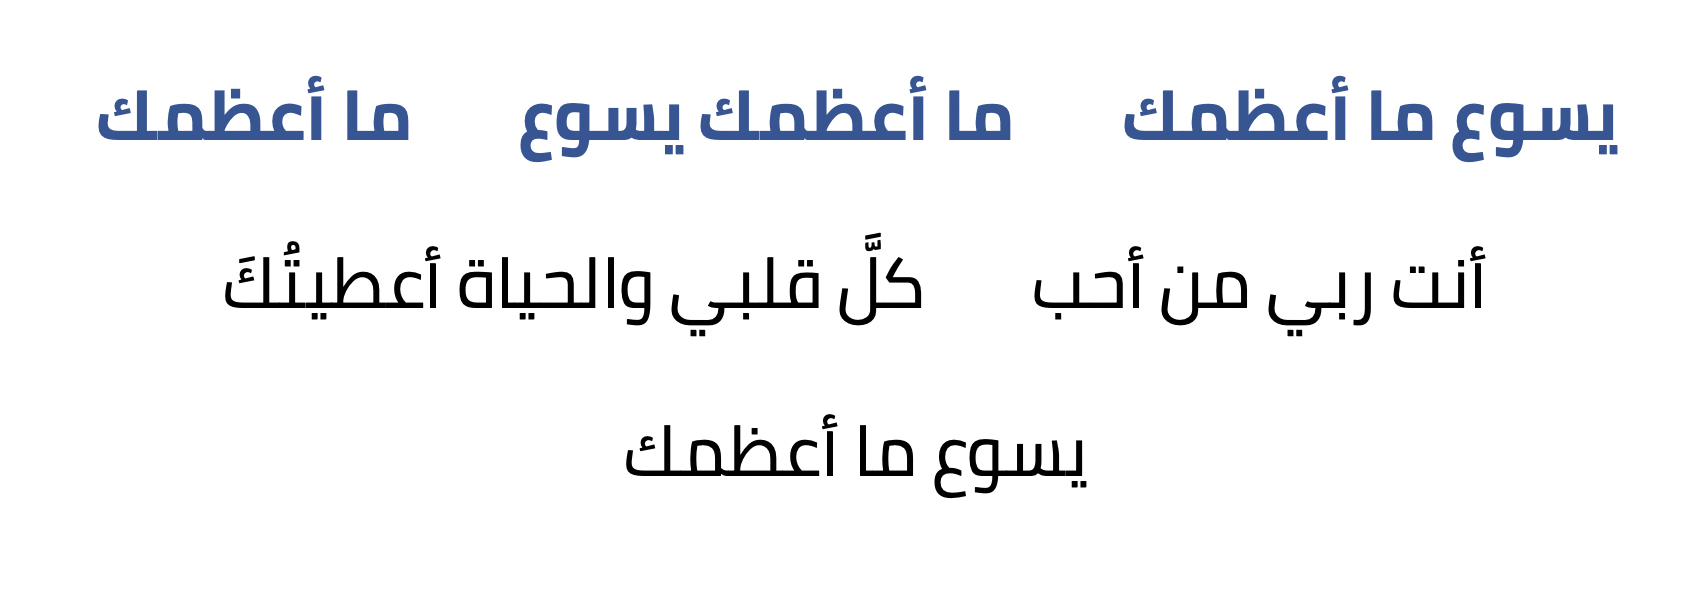 يسوع ما أعظمك ما أعظمك يسوع ما أعظمك
أنت ربي من أحب كلَّ قلبي والحياة أعطيتُكَ
يسوع ما أعظمك